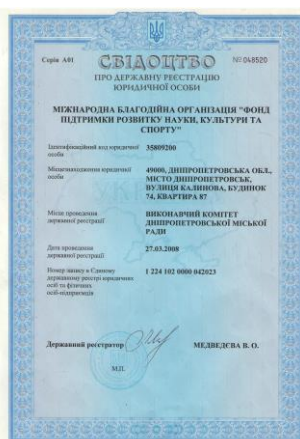 Серія А01
№ 048520
СВІДОЦТВО
ПРО ДЕРЖАВНУ РЕЄСТРАЦІЮ
ЮРИДИЧНОЇ ОСОБИ
МІЖНАРОДНА БЛАГОДІЙНА ОРГАНІЗАЦІЯ "ФОНД
ПІДТРИМКИ РОЗВИТКУ НАУКИ, КУЛЬТУРИ ТА
СПОРТУ"
Ідентифікаційний код юридичної
особи
35809200
Місцезнаходження юридичної
особи
49000, ДНІПРОПЕТРОВСЬКА ОБЛ.,
МІСТО ДНІПРОПЕТРОВСЬК,
ВУЛИЦЯ КАЛИНОВА, БУДИНОК
74, КВАРТИРА 87
Місце проведення
державної реєстрації
ВИКОНАВЧИЙ КОМІТЕТ
ДНІПРОПЕТРОВСЬКОЇ МІСЬКОЇ
РАДИ
Дата проведення
державної реєстрації
27.03.2008
Номер запису в Єдиному
державному реєстрі юридичних
осіб та фізичних
осіб-підприємців
1 224 102 0000 042023
Державний реєстратор
МЕДВЕДЄВА В. О.
М.П.